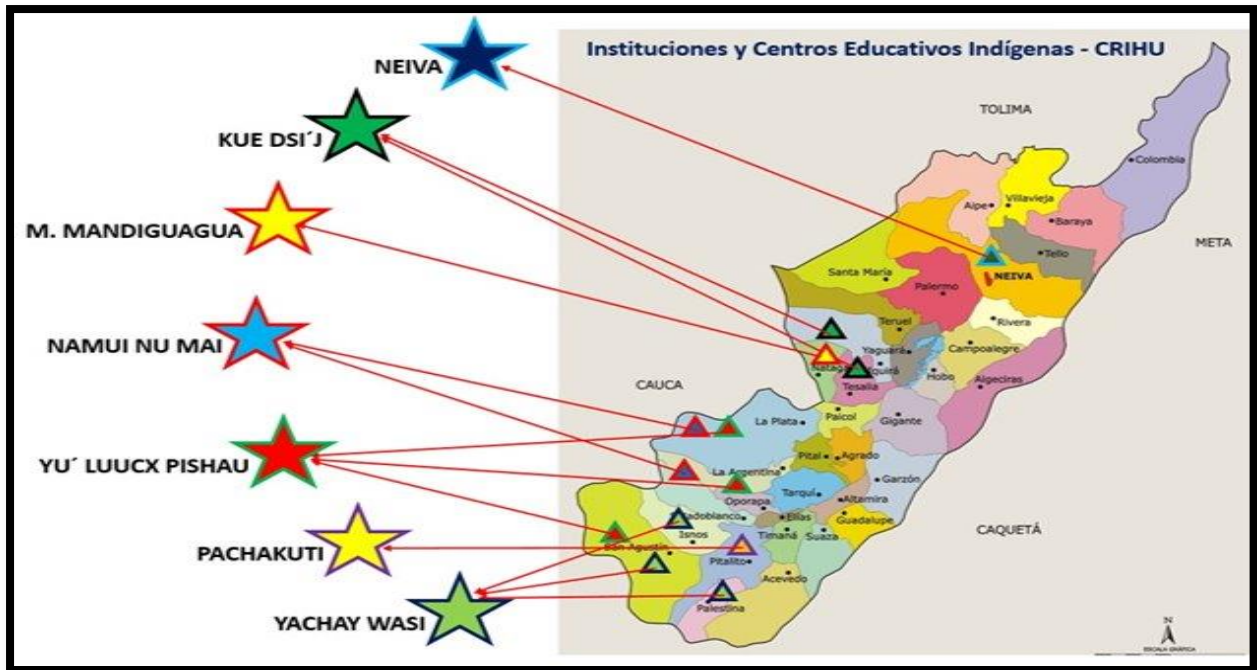 Instituciones y Centros Educativos Indígenas - CRIHU
NEIVA
KUE DSI´J
M. MANDIGUAGUA
NAMUI NU MAI
YU´ LUUCX PISHAU
PACHAKUTI
YACHAY WASI
TOLIMA
Colombia
Villavieja
Aipe
Baraya
META
Tello
Santa María
NEIVA
Palermo
Rivera
Teruel
Campoalegre
Yaguará
Hobo
Algeciras
Tesalia
CAUCA
Paicol
La Plata
Gigante
Pital
Agrado
La Argentina
Garzón
Tarqui
Altamira
Oporapa
Elías
Guadalupe
CAQUETÁ
Isnos
Timaná
Suaza
San Agustín
Pitalito
Acevedo
Palestina
N
ESCALA GRÁFICA